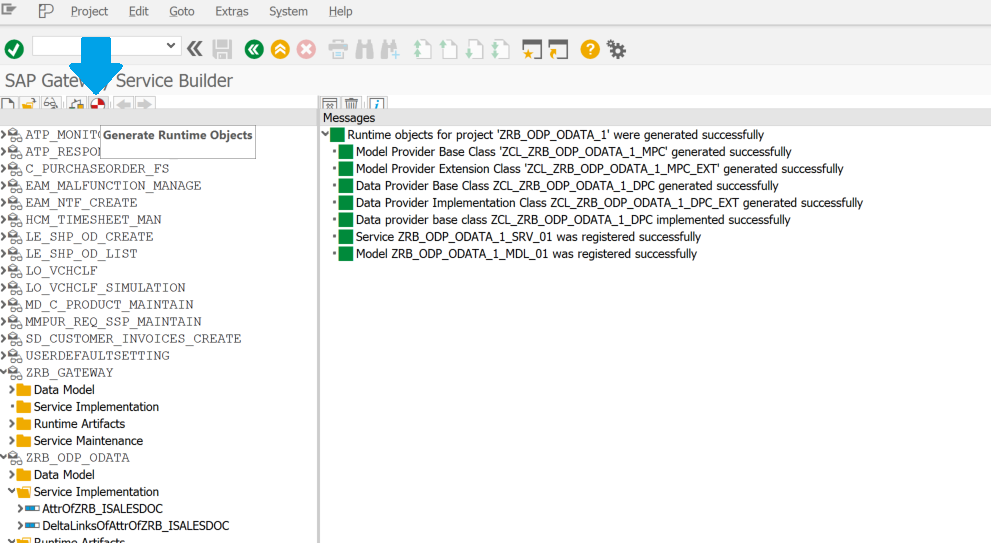 Project Edit Goto Extras System Help
SAP Gatew Service Builder
Messages
ATP_MONIT
Generate Runtime Objects
ATP_RESPO
C_PURCHASEORDER_FS
EAM_MALFUNCTION_MANAGE
EAM_NTF_CREATE
HCM_TIMESHEET_MAN
LE_SHP_OD_CREATE
LE_SHP_OD_LIST
LO_VCHCLF
LO_VCHCLF_SIMULATION
MD_C_PRODUCT_MAINTAIN
MMPUR_REQ_SSP_MAINTAIN
SD_CUSTOMER_INVOICES_CREATE
USERDEFAULTSETTING
ZRB_GATEWAY
Data Model
Service Implementation
Runtime Artifacts
Service Maintenance
ZRB_ODP_ODATA
Data Model
Service Implementation
AttrOfZRB_ISALESDOC
DeltaLinksOfAttrOfZRB_ISALESDOC
Runtime Artifacts
Runtime objects for project 'ZRB_ODP_ODATA_1' were generated successfully
Model Provider Base Class 'ZCL_ZRB_ODP_ODATA_1_MPC' generated successfully
Model Provider Extension Class 'ZCL_ZRB_ODP_ODATA_1_MPC_EXT' generated successfully
Data Provider Base Class ZCL_ZRB_ODP_ODATA_1_DPC generated successfully
Data Provider Implementation Class ZCL_ZRB_ODP_ODATA_1_DPC_EXT generated successfully
Data provider base class ZCL_ZRB_ODP_ODATA_1_DPC implemented successfully
Service ZRB_ODP_ODATA_1_SRV_01 was registered successfully
Model ZRB_ODP_ODATA_1_MDL_01 was registered successfully